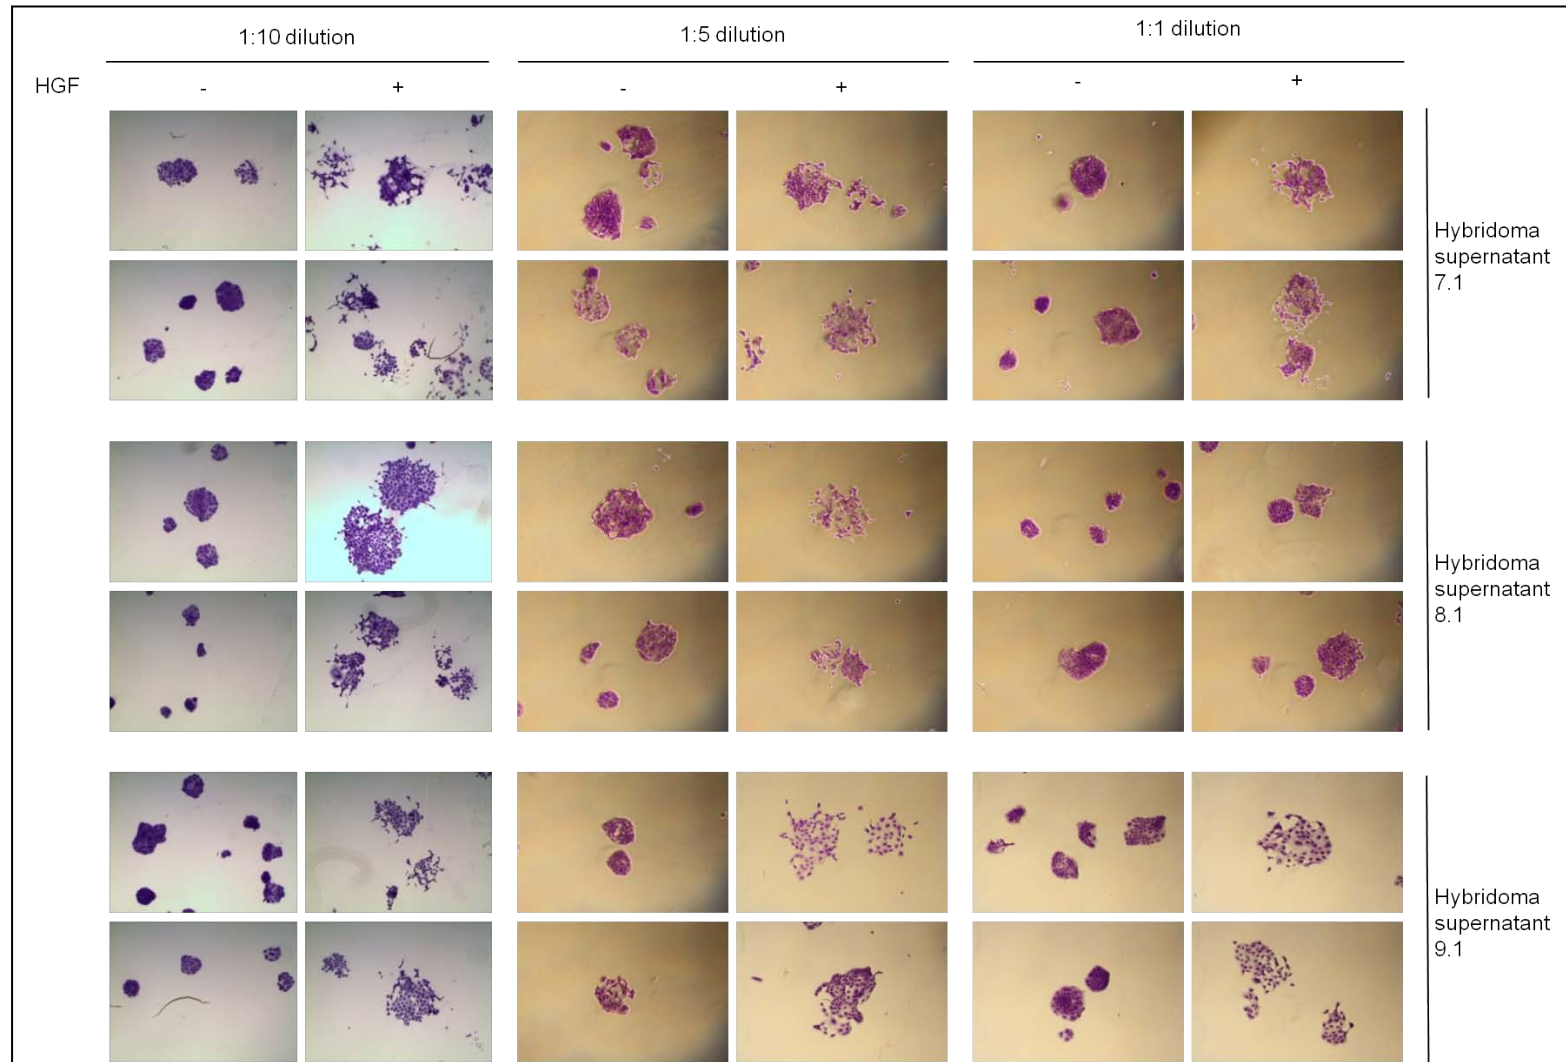 1:10 dilution
1:5 dilution
1:1 dilution
HGF
-
+
-
+
-
+
Hybridoma
supernatant
7.1
Hybridoma
supernatant
8.1
Hybridoma
supernatant
9.1